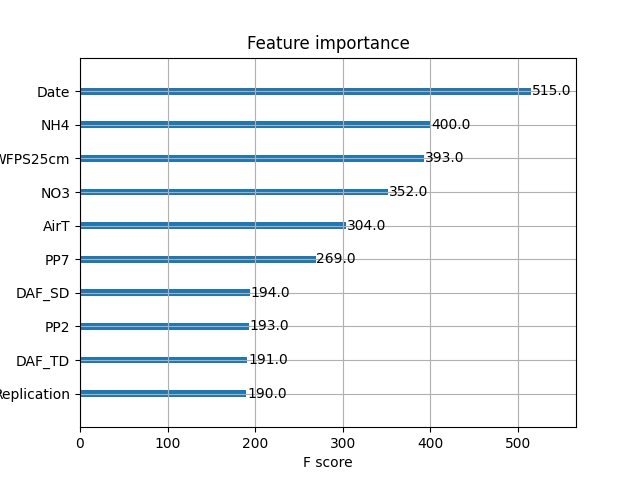 Feature importance
Date 515.0
NH4 400.0
WFPS25cm 393.0
NO3 352.0
AirT 304.0
PP7 269.0
DAF_SD 194.0
PP2 193.0
DAF_TD 191.0
Replication 190.0
0 100 200 300 400 500
F score